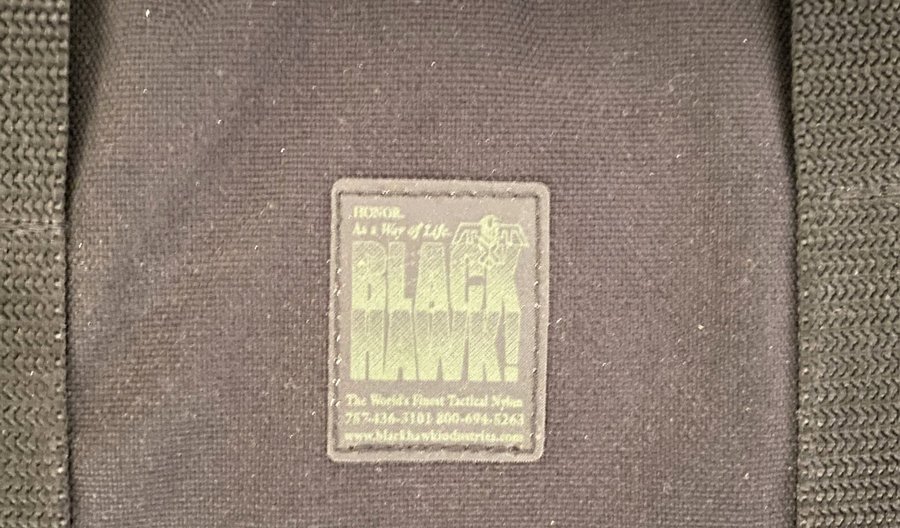 HONOR.
As a Way of Life.
BLACK
HAWK!
The World's Finest Tactical Nylon
757-436-3101 800-694-5263
www.blackhawkindustries.com